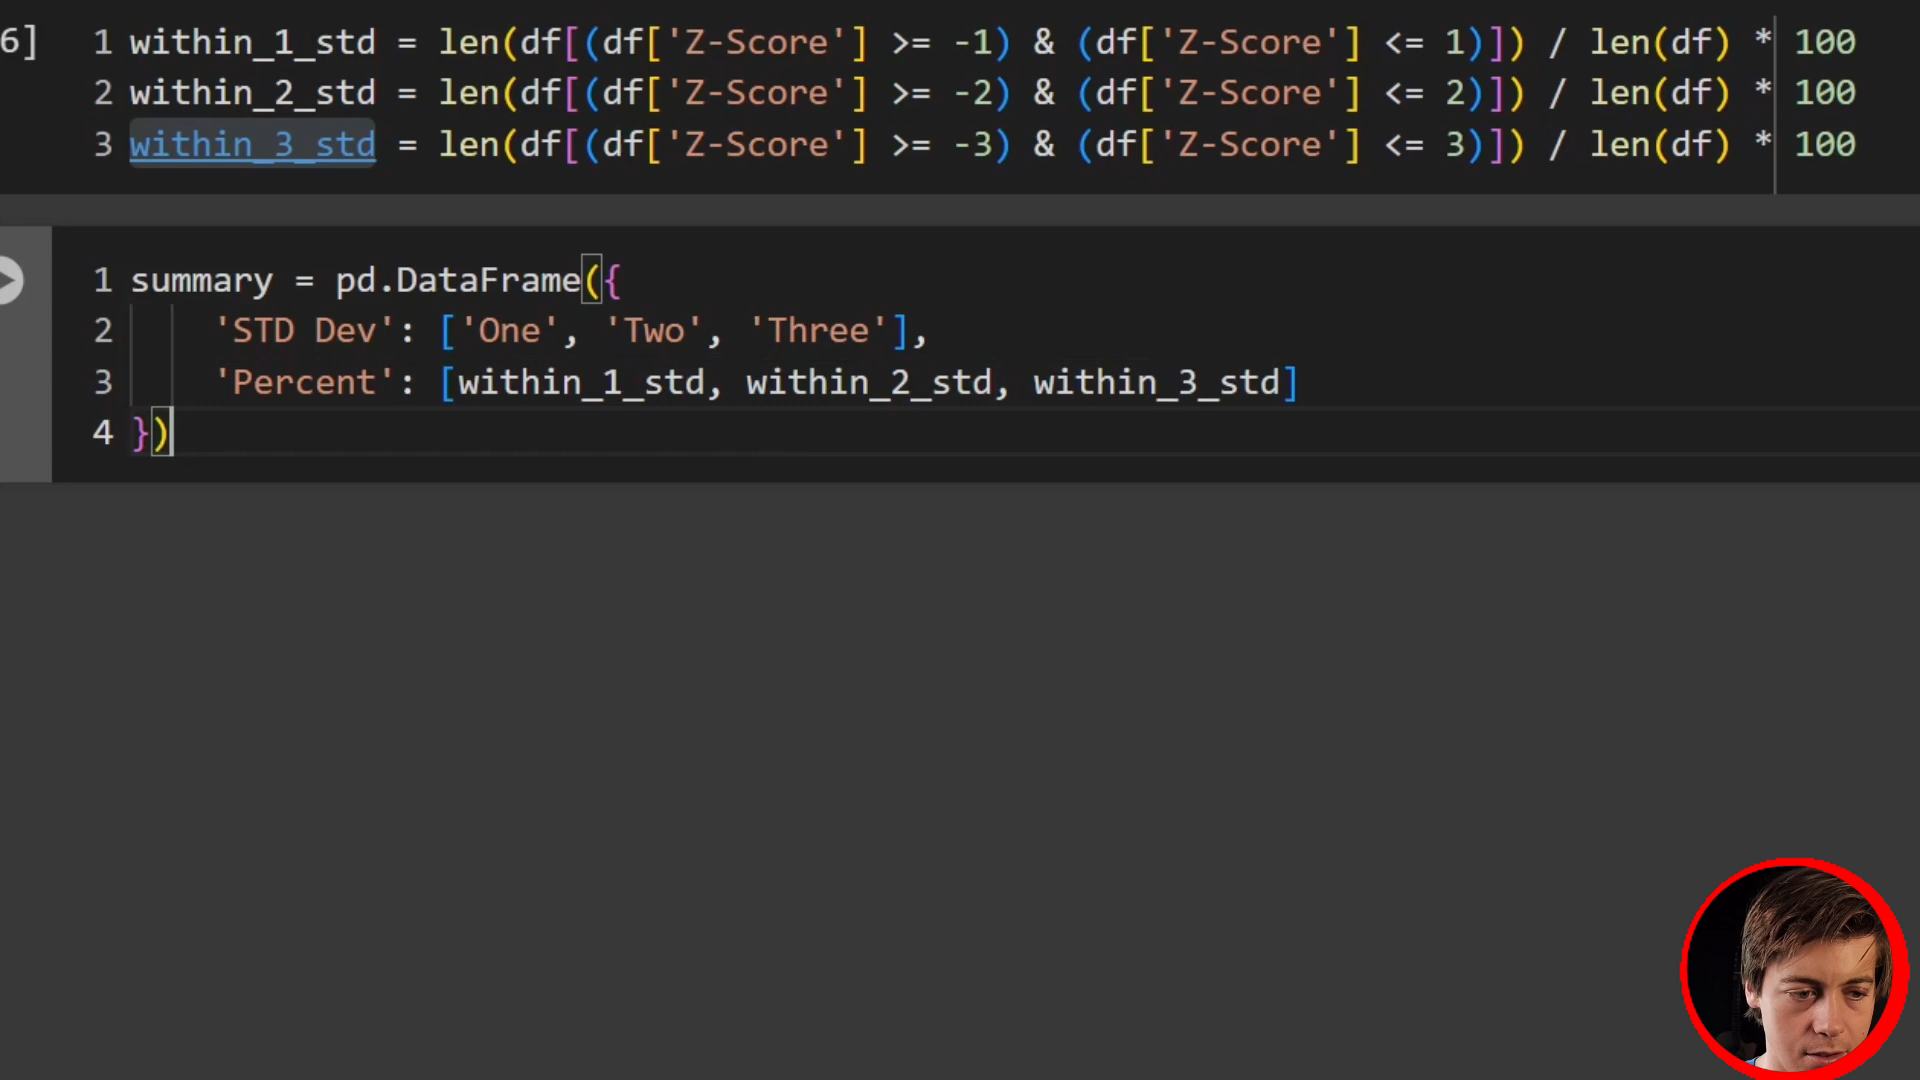 6] 1 within_1_std = len(df[(df['Z-Score'] >= -1) & (df['Z-Score'] <= 1)]) / len(df) * 100
2 within_2_std = len(df[(df['Z-Score'] >= -2) & (df['Z-Score'] <= 2)]) / len(df) * 100
3 within_3_std = len(df[(df['Z-Score'] >= -3) & (df['Z-Score'] <= 3)]) / len(df) * 100
1 summary = pd.DataFrame({
2 'STD Dev': ['One', 'Two', 'Three'],
3 'Percent': [within_1_std, within_2_std, within_3_std]
4 })